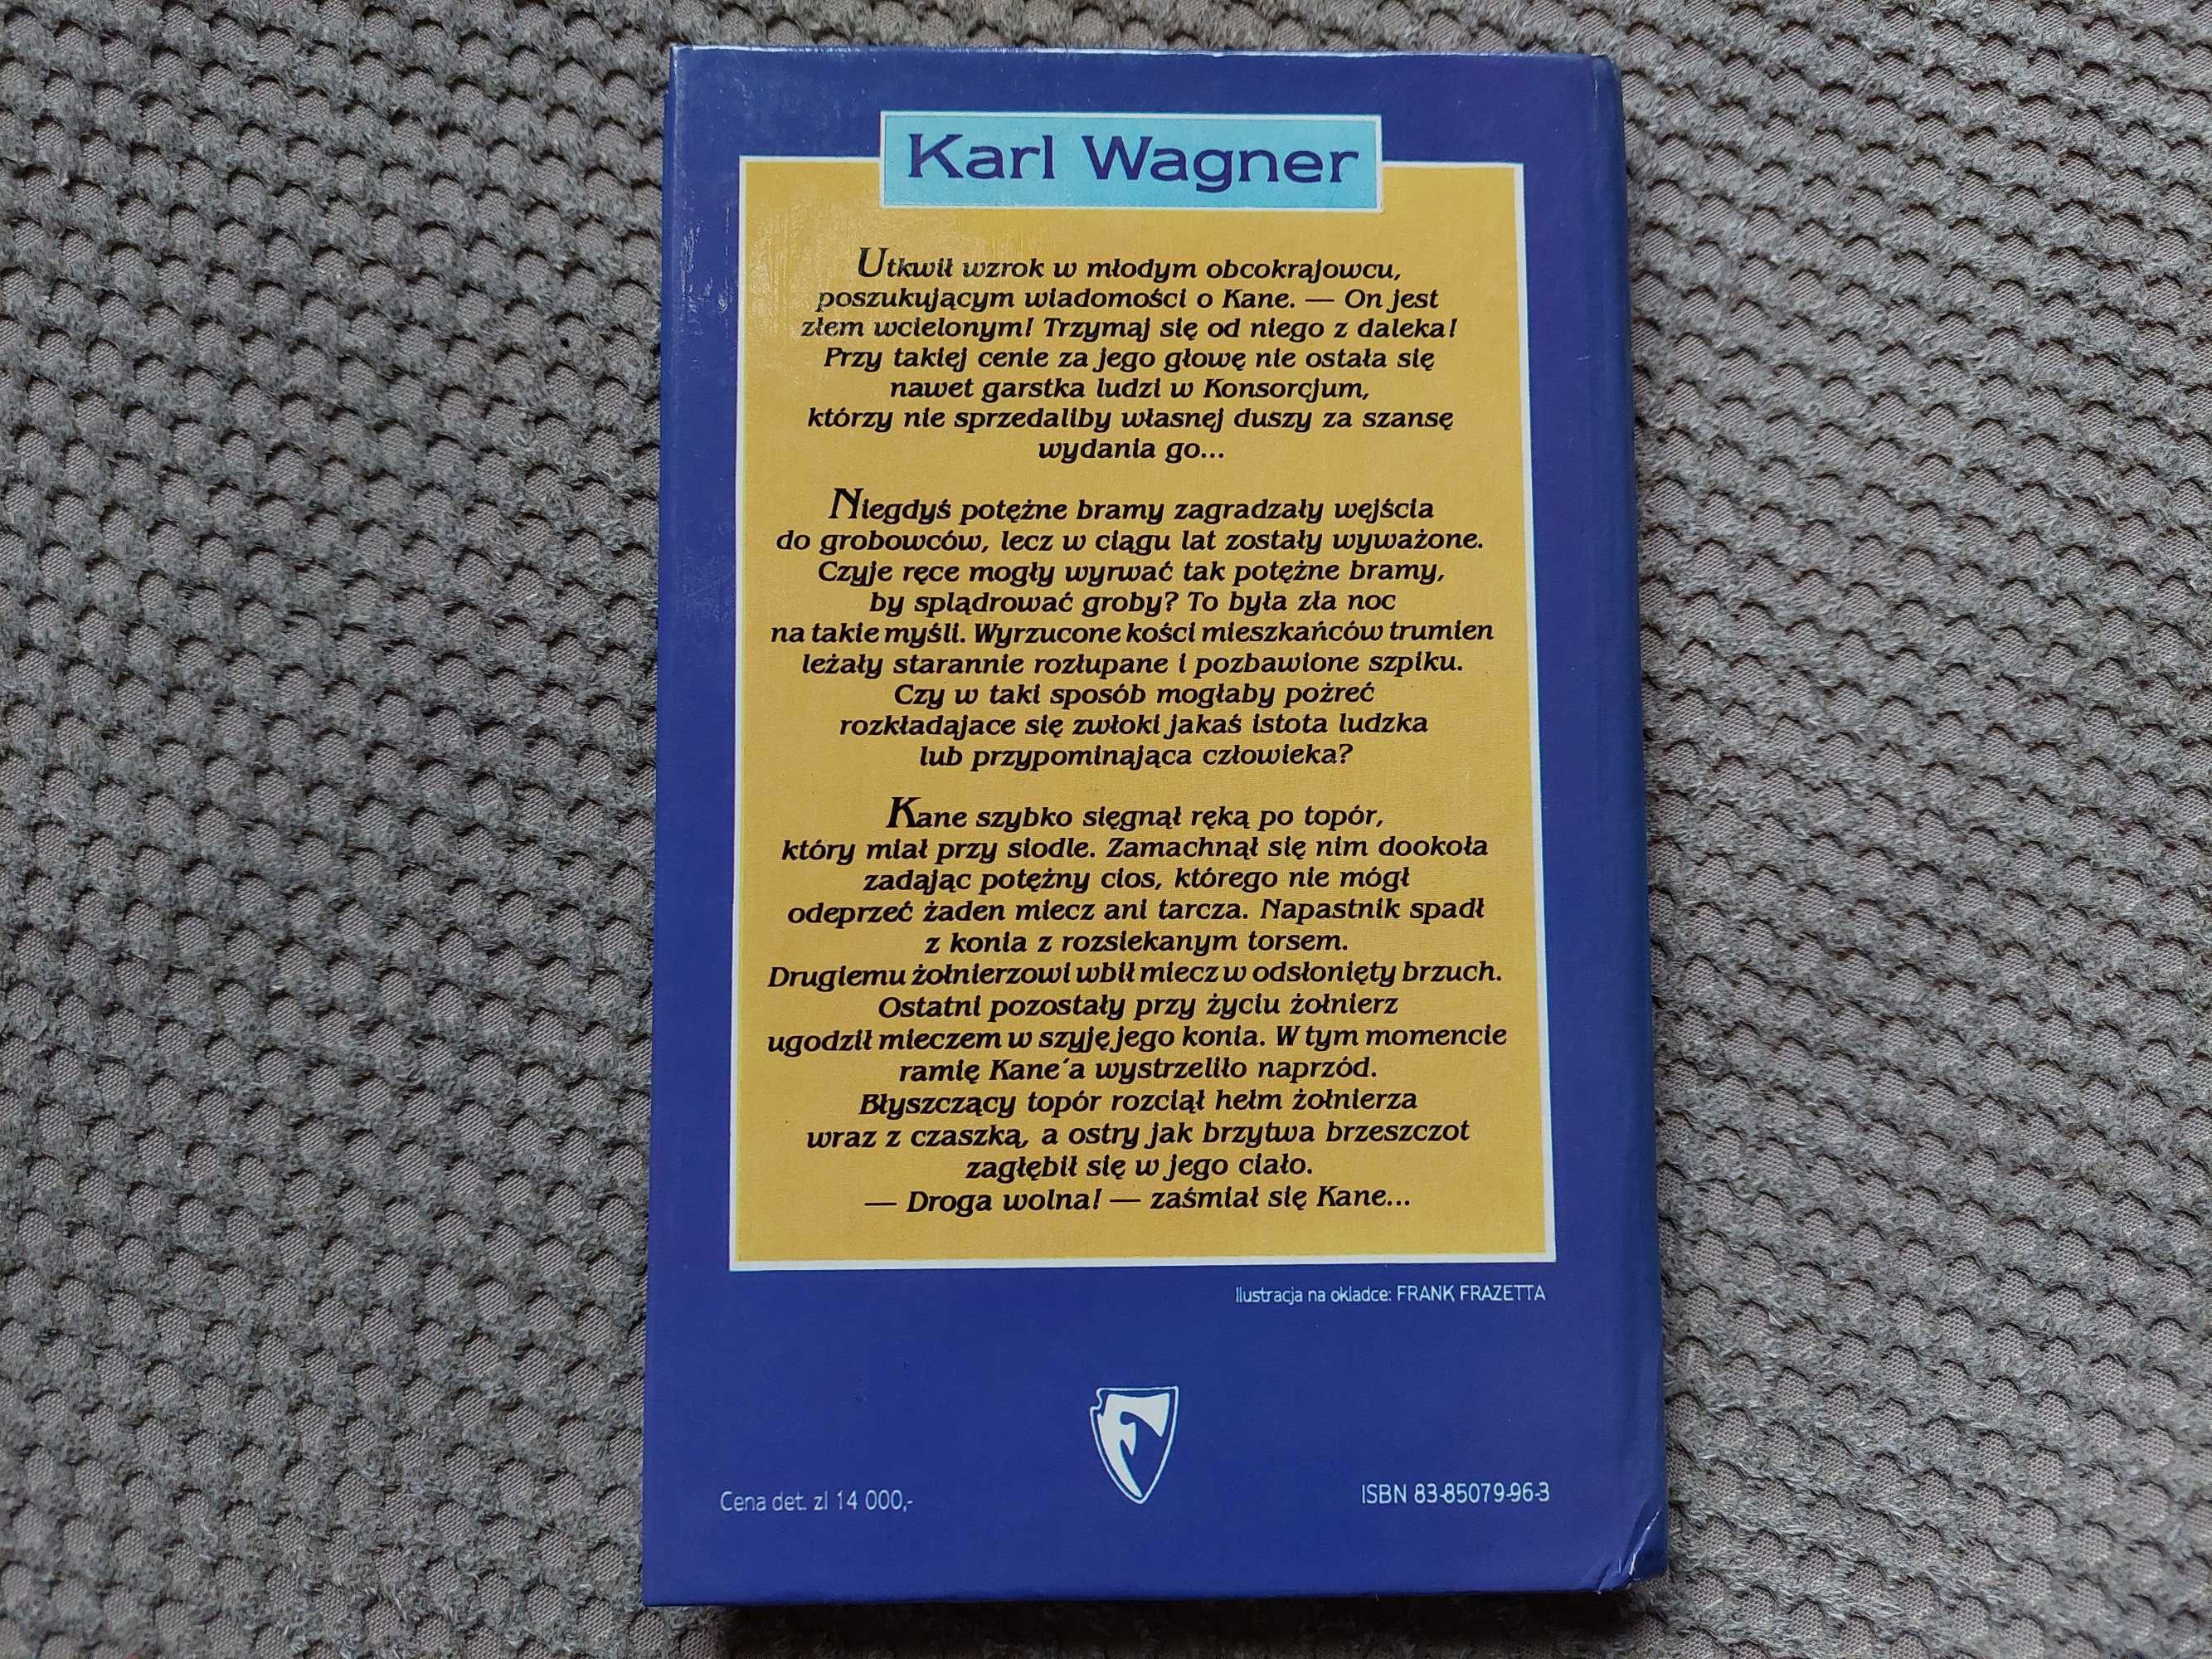 Karl Wagner
Utkwił wzrok w młodym obcokrajowcu,
poszukującym wiadomości o Kane. — On jest
złem wcielonym! Trzymaj się od niego z daleka!
Przy takiej cenie za jego głowę nie ostała się
nawet garstka ludzi w Konsorcjum,
którzy nie sprzedaliby własnej duszy za szansę
wydania go...
Niegdyś potężne bramy zagradzały wejścia
do grobowców, lecz w ciągu lat zostały wyważone.
Czyje ręce mogły wyrwać tak potężne bramy,
by splądrować groby? To była zła noc
na takie myśli. Wyrzucone kości mieszkańców trumien
leżały starannie rozłupane i pozbawione szpiku.
Czy w taki sposób mogłaby pożreć
rozkładajace się zwłoki jakaś istota ludzka
lub przypominająca człowieka?
Kane szybko sięgnął ręką po topór,
który miał przy siodle. Zamachnął się nim dookoła
zadając potężny cios, którego nie mógł
odeprzeć żaden miecz ani tarcza. Napastnik spadł
z konia z rozsiekanym torsem.
Drugiemu żołnierzowi wbił miecz w odsłonięty brzuch.
Ostatni pozostały przy życiu żołnierz
ugodził mieczem w szyję jego konia. W tym momencie
ramię Kane´a wystrzeliło naprzód.
Błyszczący topór rozciął hełm żołnierza
wraz z czaszką, a ostry jak brzytwa brzeszczot
zagłębił się w jego ciało.
— Droga wolna! — zaśmiał się Kane...
Ilustracja na okladce: FRANK FRAZETTA
Cena det. zl 14 000,-
ISBN 83-85079-96-3